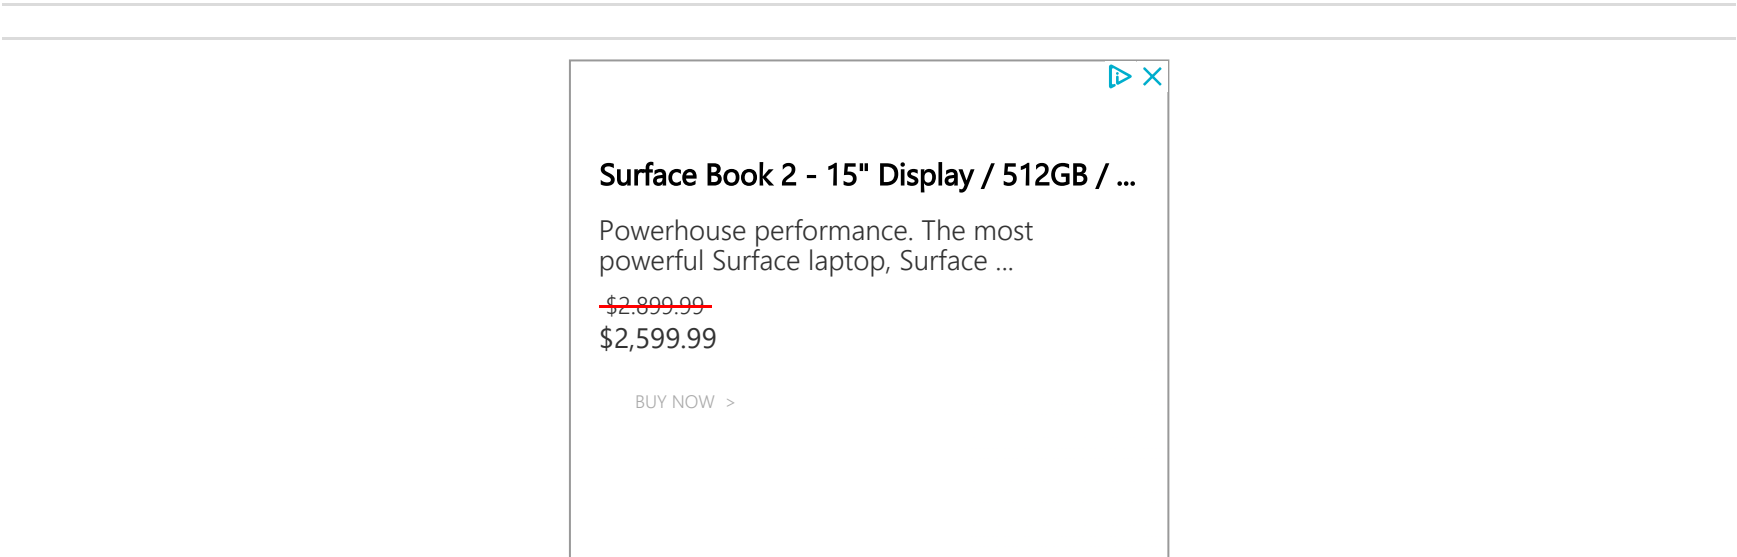 Surface Book 2 - 15" Display / 512GB / ...
Powerhouse performance. The most
powerful Surface laptop, Surface ...
$2,899.99
$2,599.99
BUY NOW >